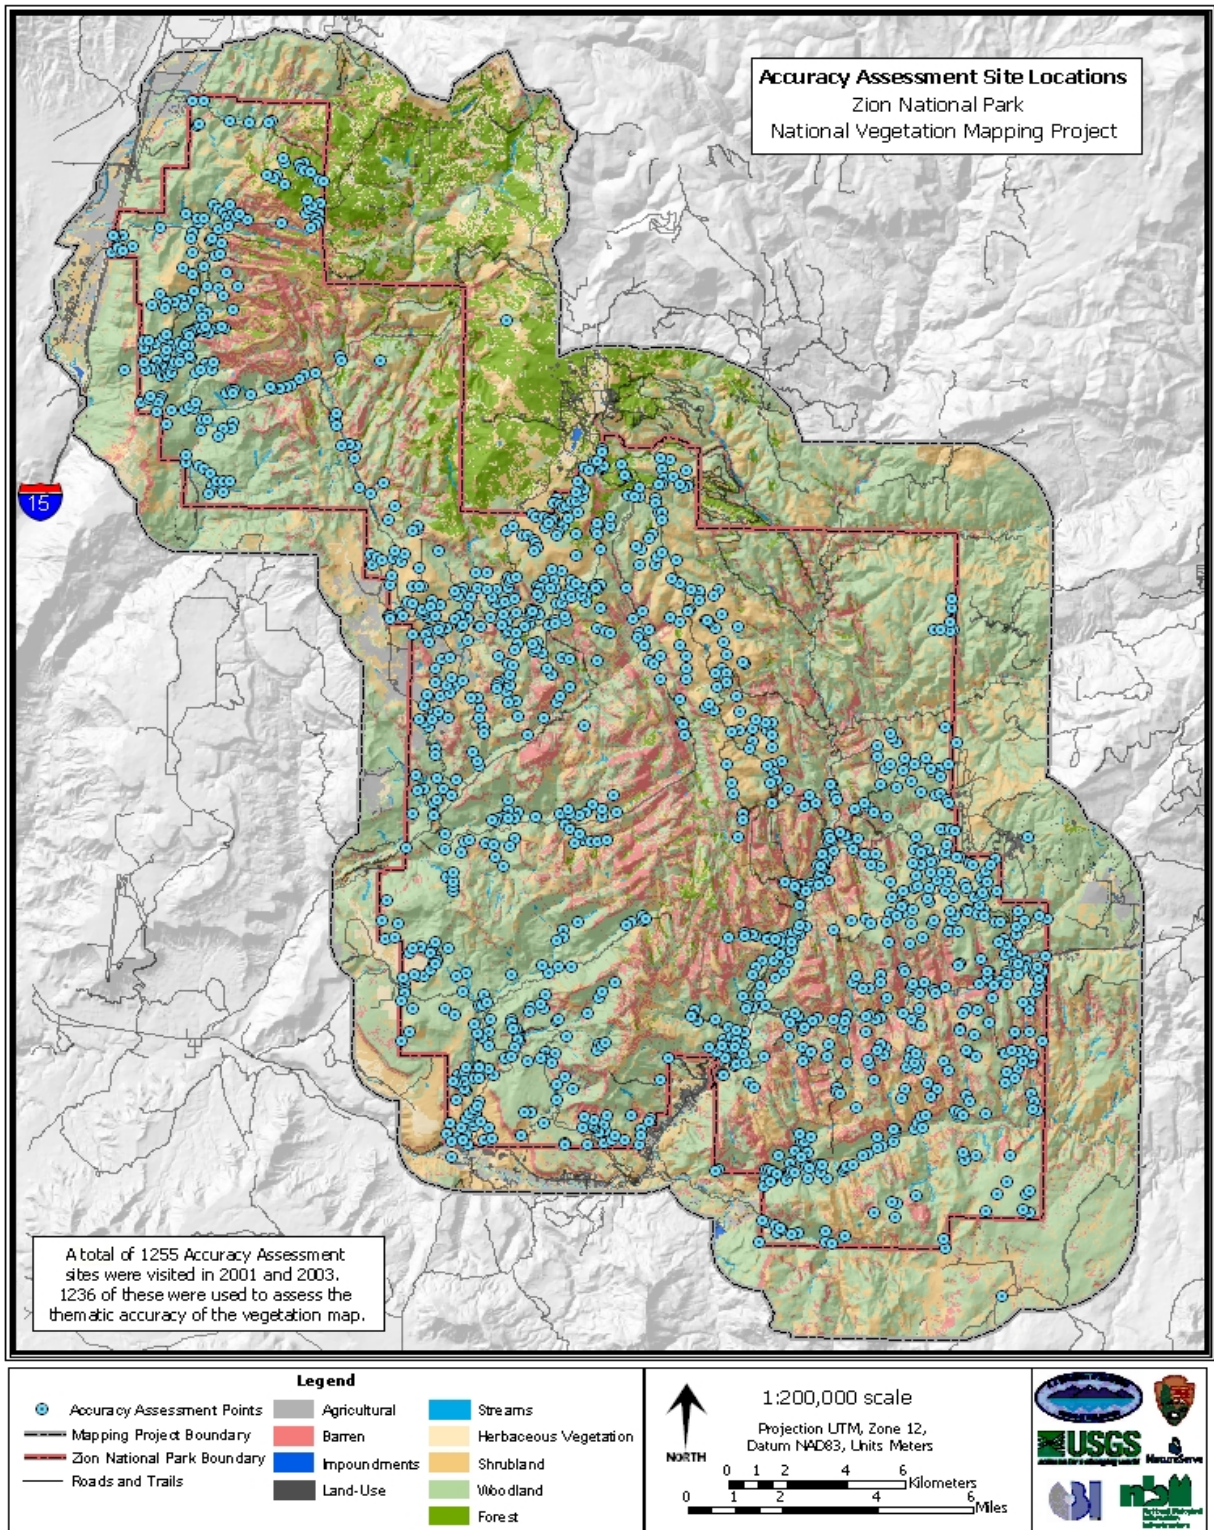 Accuracy Assessment Site Locations
Zion National Park
National Vegetation Mapping Project
15
A total of 1255 Accuracy Assessment
sites were visited in 2001 and 2003.
1236 of these were used to assess the
thematic accuracy of the vegetation map.
Legend
Accuracy Assessment Points
Mapping Project Boundary
Zion National Park Boundary
Roads and Trails
Agricultural
Barren
Impoundments
Land-Use
Streams
Herbaceous Vegetation
Shrubland
Woodland
Forest
NORTH
1:200,000 scale
Projection UTM, Zone 12,
Datum NAD83, Units Meters
0 1 2 4 6
Kilometers
0 1 2 4 6
Miles
USGS
NatureServe
CBI
nbii